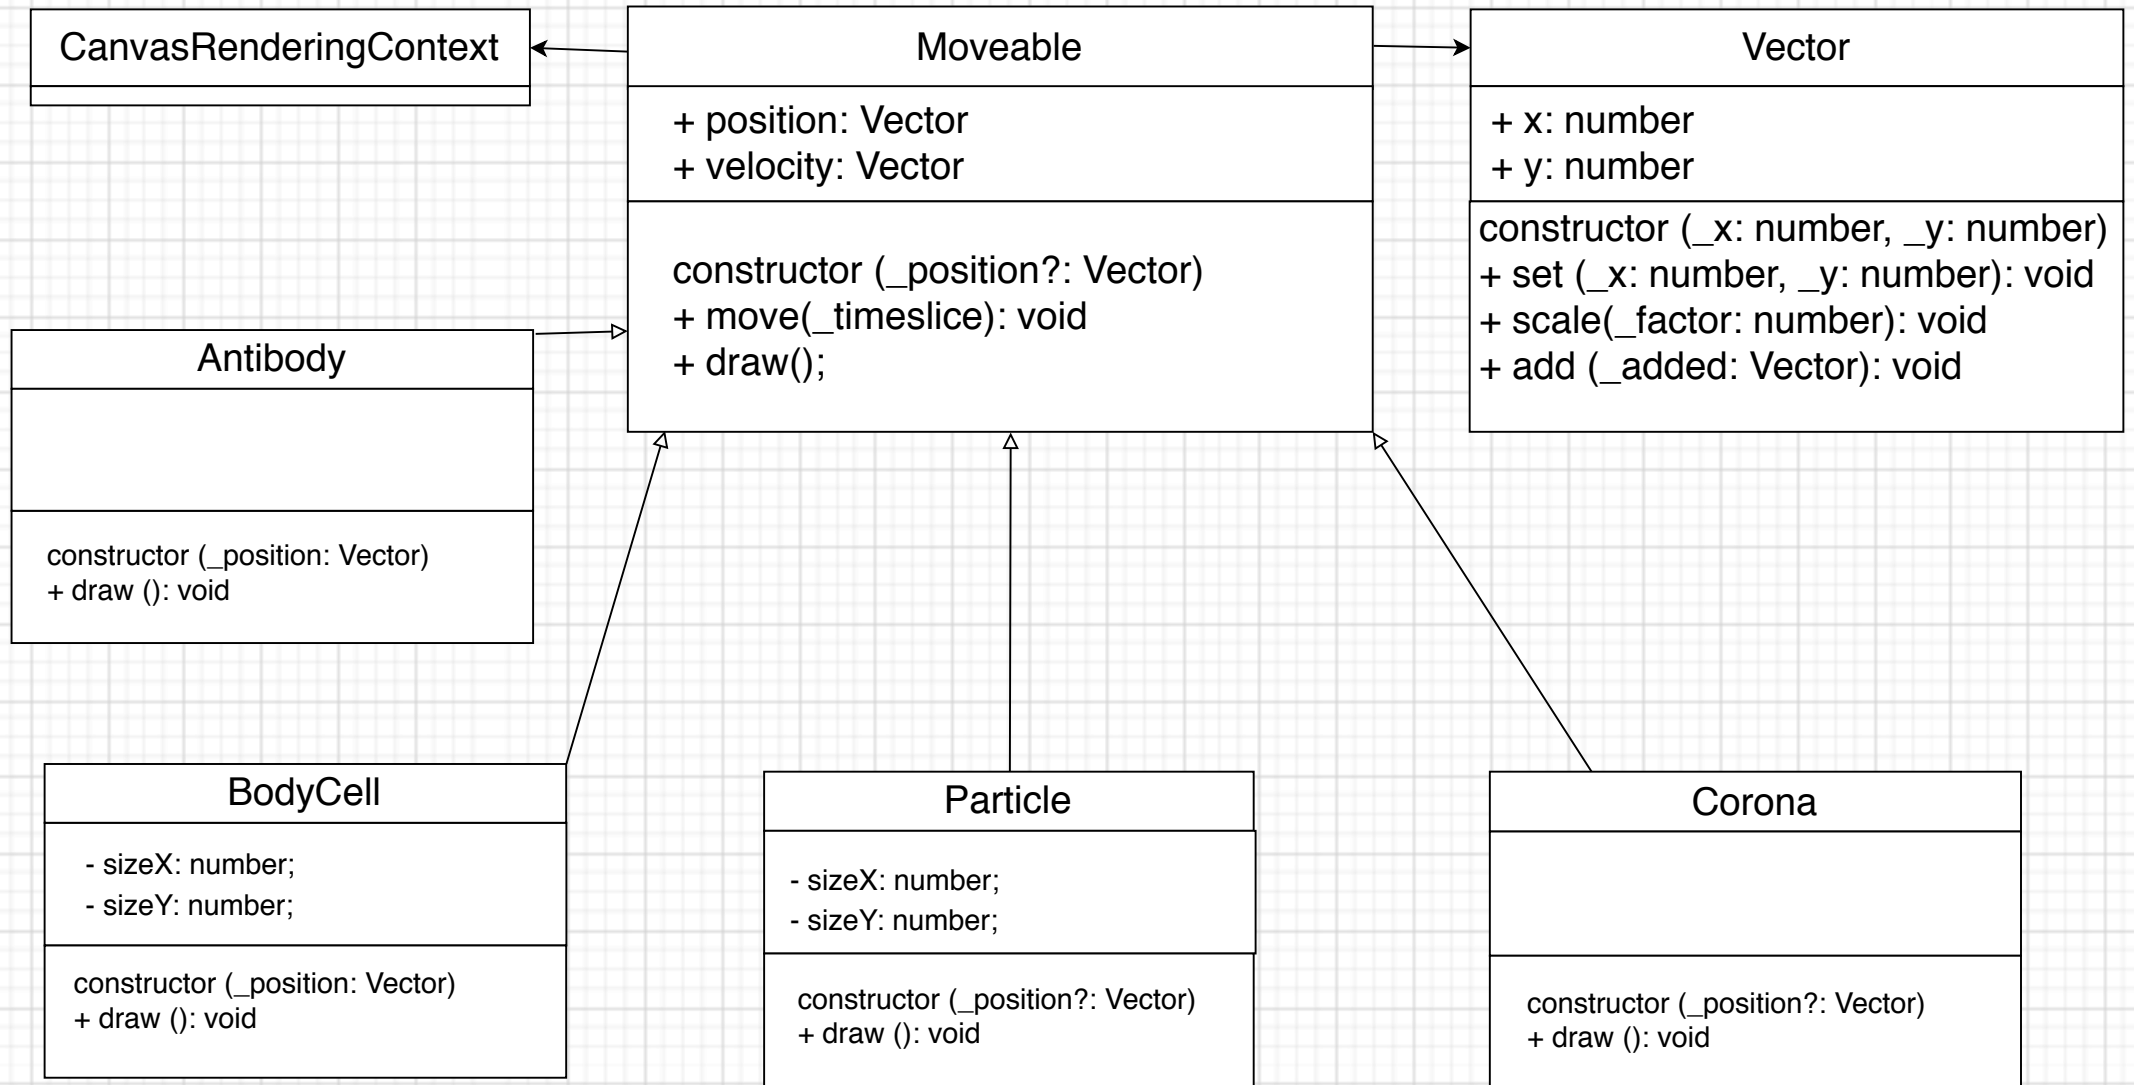 CanvasRenderingContext
Moveable
+ position: Vector
+ velocity: Vector
constructor (_position?: Vector)
+ move(_timeslice): void
+ draw();
Vector
+ x: number
+ y: number
constructor (_x: number, _y: number)
+ set (_x: number, _y: number): void
+ scale(_factor: number): void
+ add (_added: Vector): void
Antibody
constructor (_position: Vector)
+ draw (): void
BodyCell
- sizeX: number;
- sizeY: number;
constructor (_position: Vector)
+ draw (): void
Particle
- sizeX: number;
- sizeY: number;
constructor (_position?: Vector)
+ draw (): void
Corona
constructor (_position?: Vector)
+ draw (): void